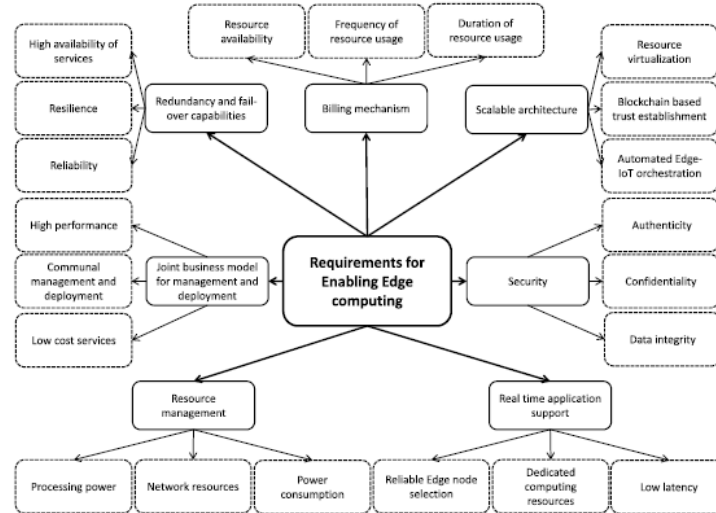 Resource
availability
Frequency of
resource usage
Duration of
resource usage
High availability of
services
Resilience
Reliability
Redundancy and fail-
over capabilities
Billing mechanism
Scalable architecture
Resource
virtualization
Blockchain based
trust establishment
Automated Edge-
IoT orchestration
High performance
Communal
management and
deployment
Low cost services
Joint business model
for management and
deployment
Requirements for
Enabling Edge
computing
Security
Authenticity
Confidentiality
Data integrity
Resource
management
Real time application
support
Processing power
Network resources
Power
consumption
Reliable Edge node
selection
Dedicated
computing
resources
Low latency